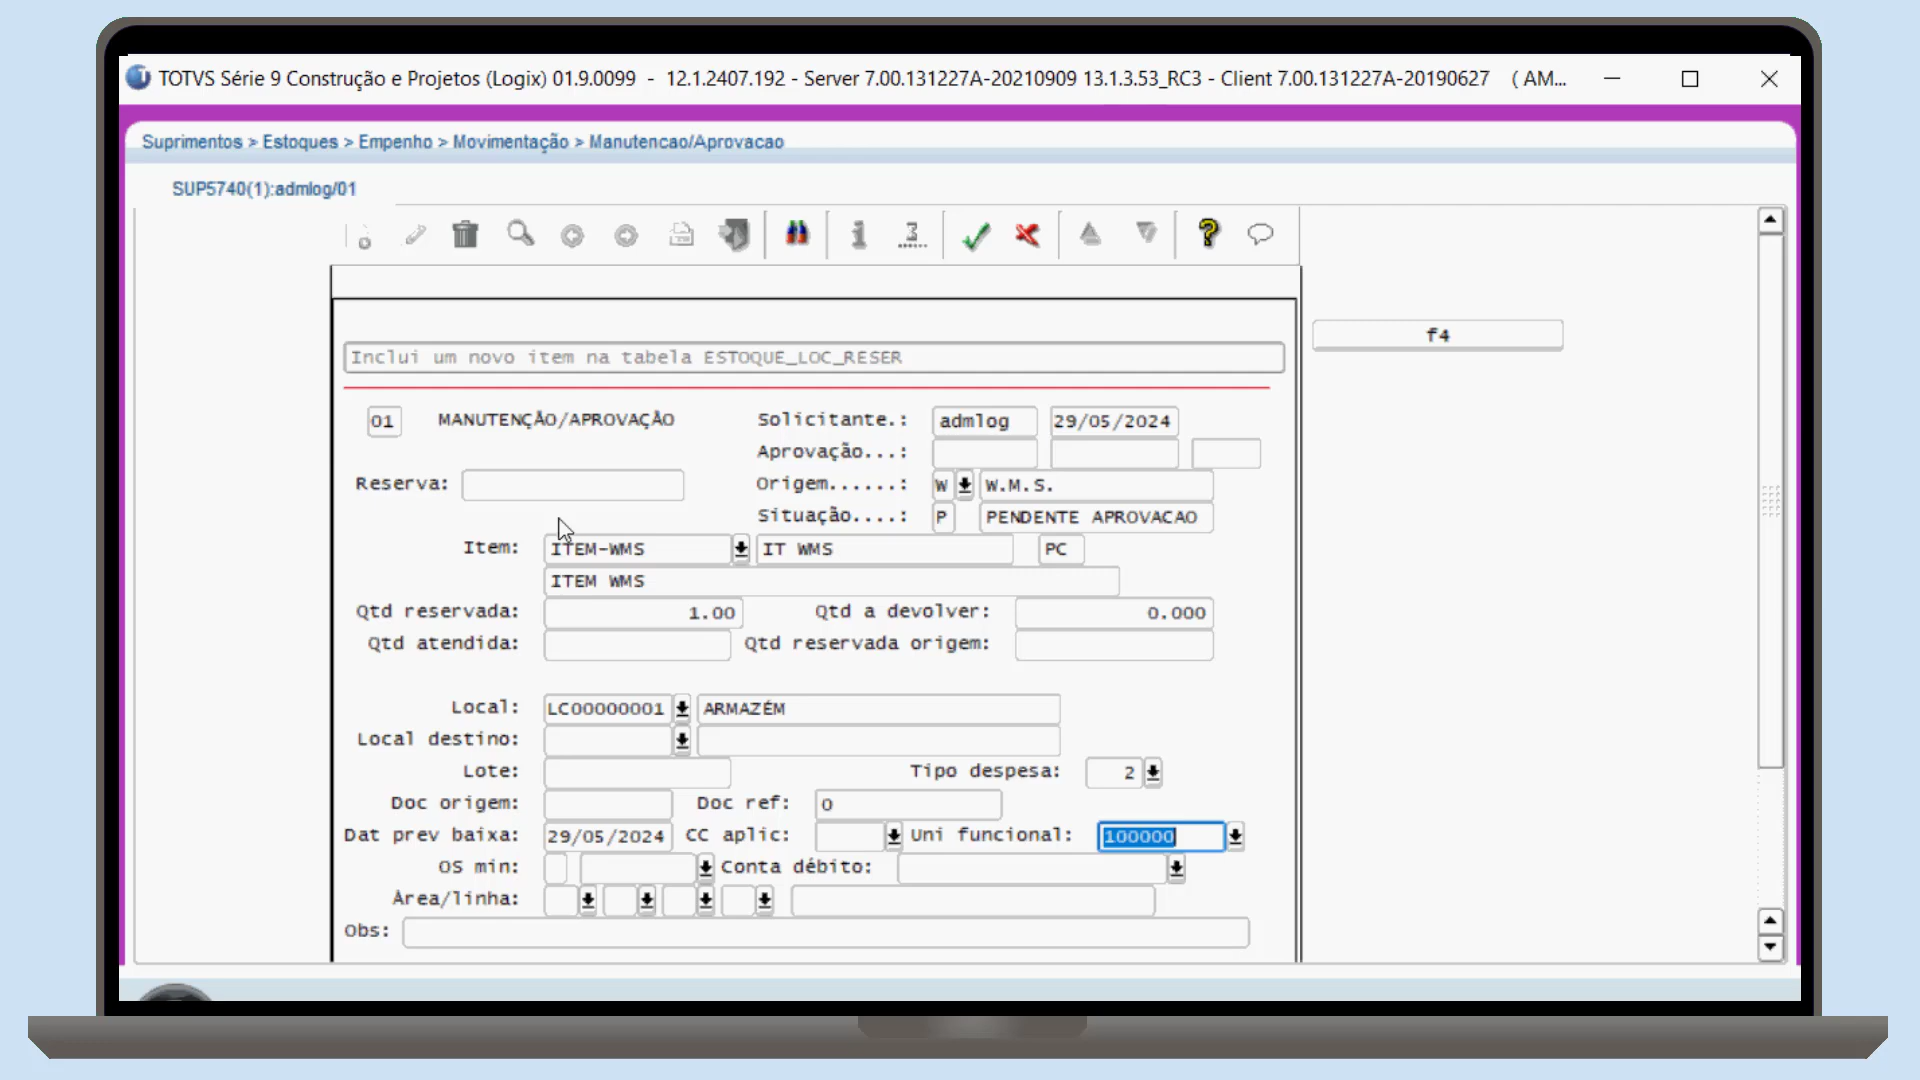 TOTVS Série 9 Construção e Projetos (Logix) 01.9.0099 - 12.1.2407.192 - Server 7.00.131227A-20210909 13.1.3.53_RC3 - Client 7.00.131227A-20190627 ( AM...
Suprimentos > Estoques > Empenho > Movimentação > Manutencao/Aprovacao
SUP5740(1):admlog/01
f4
Inclui um novo item na tabela ESTOQUE_LOC_RESER
01 MANUTENÇÃO/APROVAÇÃO Solicitante.: admlog 29/05/2024
Aprovação...:
Reserva: Origem......: W W.M.S.
Situação....: P PENDENTE APROVACAO
Item: ITEM-WMS IT WMS PC
ITEM WMS
Qtd reservada: 1.00 Qtd a devolver: 0.000
Qtd atendida: Qtd reservada origem:
Local: LC00000001 ARMAZÉM
Local destino:
Lote: Tipo despesa: 2
Doc origem: Doc ref: 0
Dat prev baixa: 29/05/2024 CC aplic: Uni funcional: 100000
OS min: Conta débito:
Área/linha:
Obs: